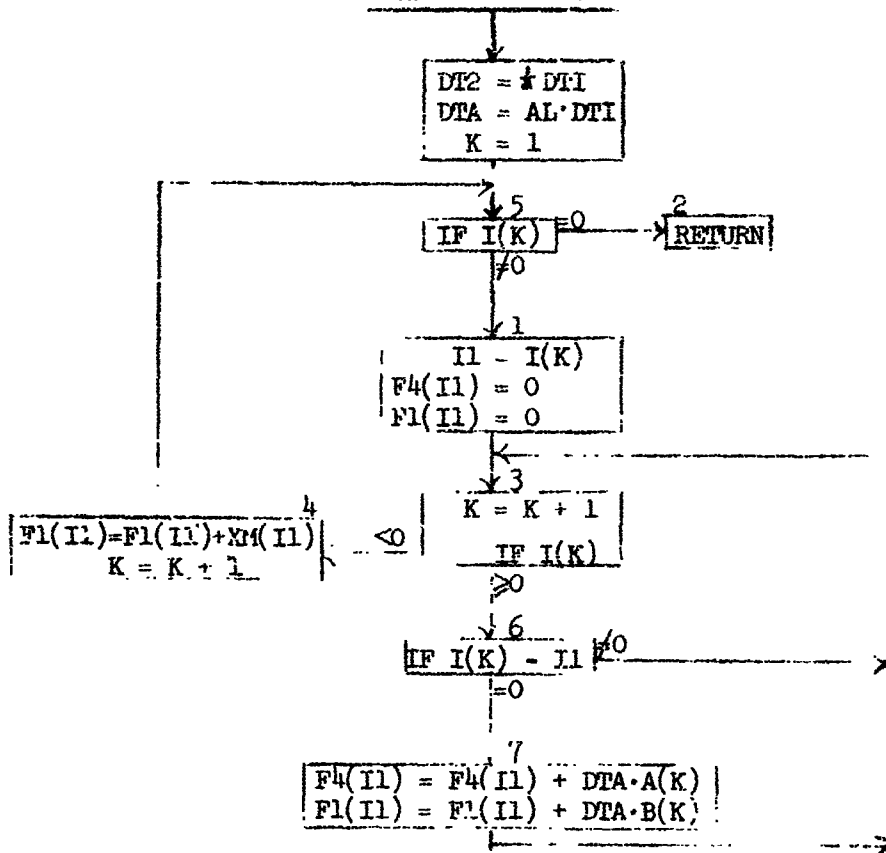 DT2 = DTI
DTA = AL·DTI
K = 1
5
IF I(K)
=0
2
RETURN
≠0
1
I1 - I(K)
F4(I1) = 0
F1(I1) = 0
3
K = K + 1
IF I(K)
<0
4
F1(I1)=F1(I1)+XM(I1)
K = K + 1
≥0
6
IF I(K) - I1
≠0
=0
7
F4(I1) = F4(I1) + DTA·A(K)
F1(I1) = F1(I1) + DTA·B(K)